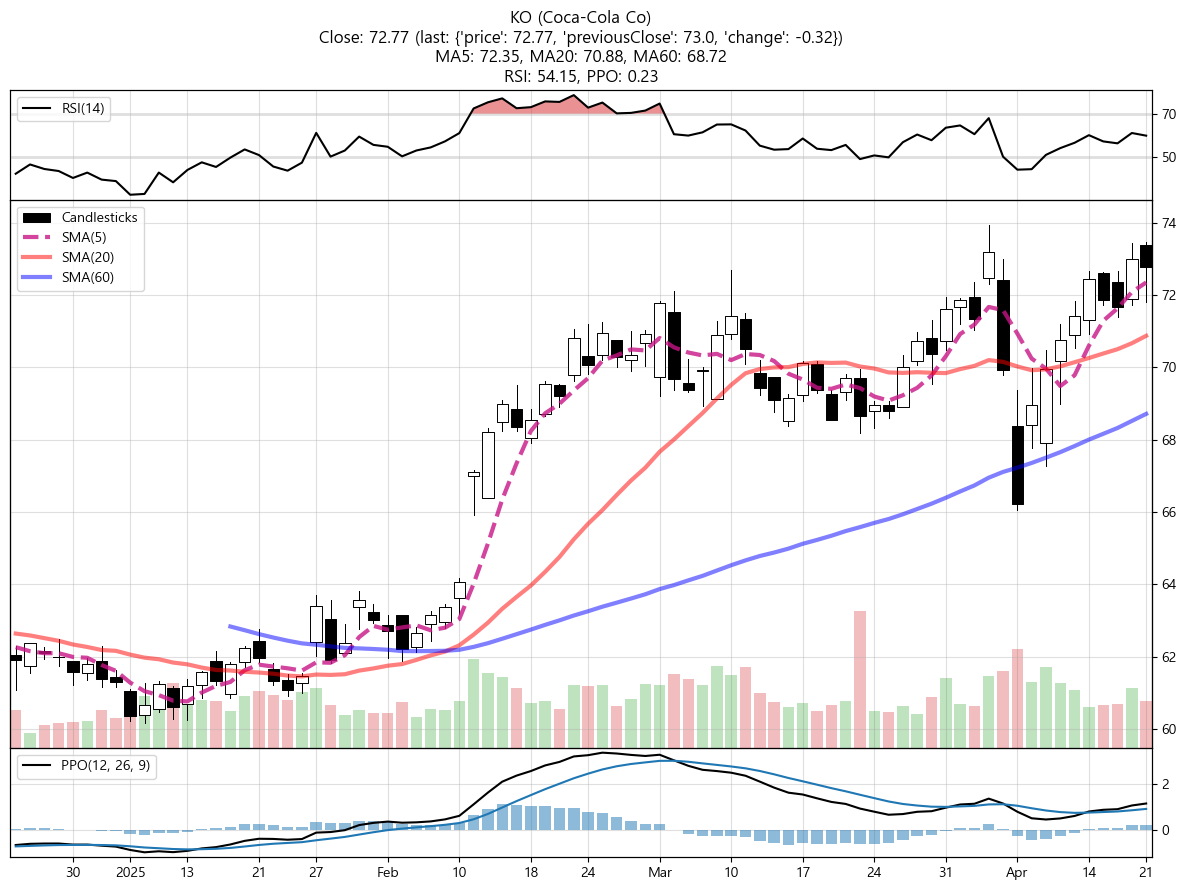 KO (Coca-Cola Co)
Close: 72.77 (last: {'price': 72.77, 'previousClose': 73.0, 'change': -0.32})
MA5: 72.35, MA20: 70.88, MA60: 68.72
RSI: 54.15, PPO: 0.23
RSI(14)
70
50
Candlesticks
SMA(5)
SMA(20)
SMA(60)
74
72
70
68
66
64
62
60
PPO(12, 26, 9)
2
0
30 2025 13 21 27 Feb 10 18 24 Mar 10 17 24 31 Apr 14 21